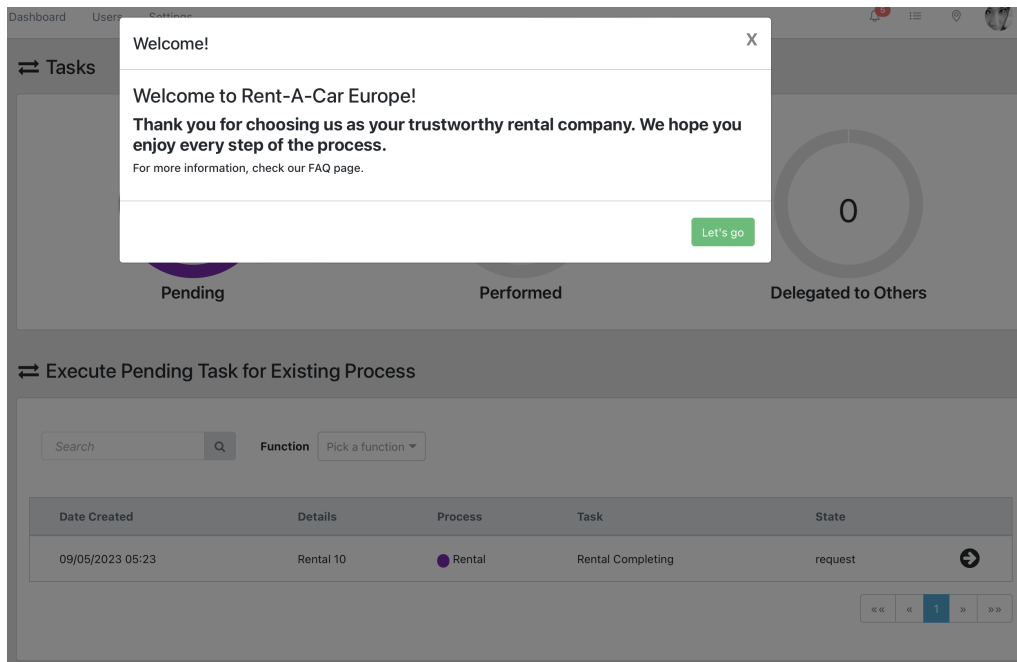 Dashboard Users Settings
5
Welcome!
X
Tasks
Welcome to Rent-A-Car Europe!
Thank you for choosing us as your trustworthy rental company. We hope you
enjoy every step of the process.
For more information, check our FAQ page.
0
Let's go
Pending Performed Delegated to Others
Execute Pending Task for Existing Process
Search Function Pick a function
Date Created Details Process Task State
09/05/2023 05:23 Rental 10 Rental Rental Completing request
«« « 1 » »»